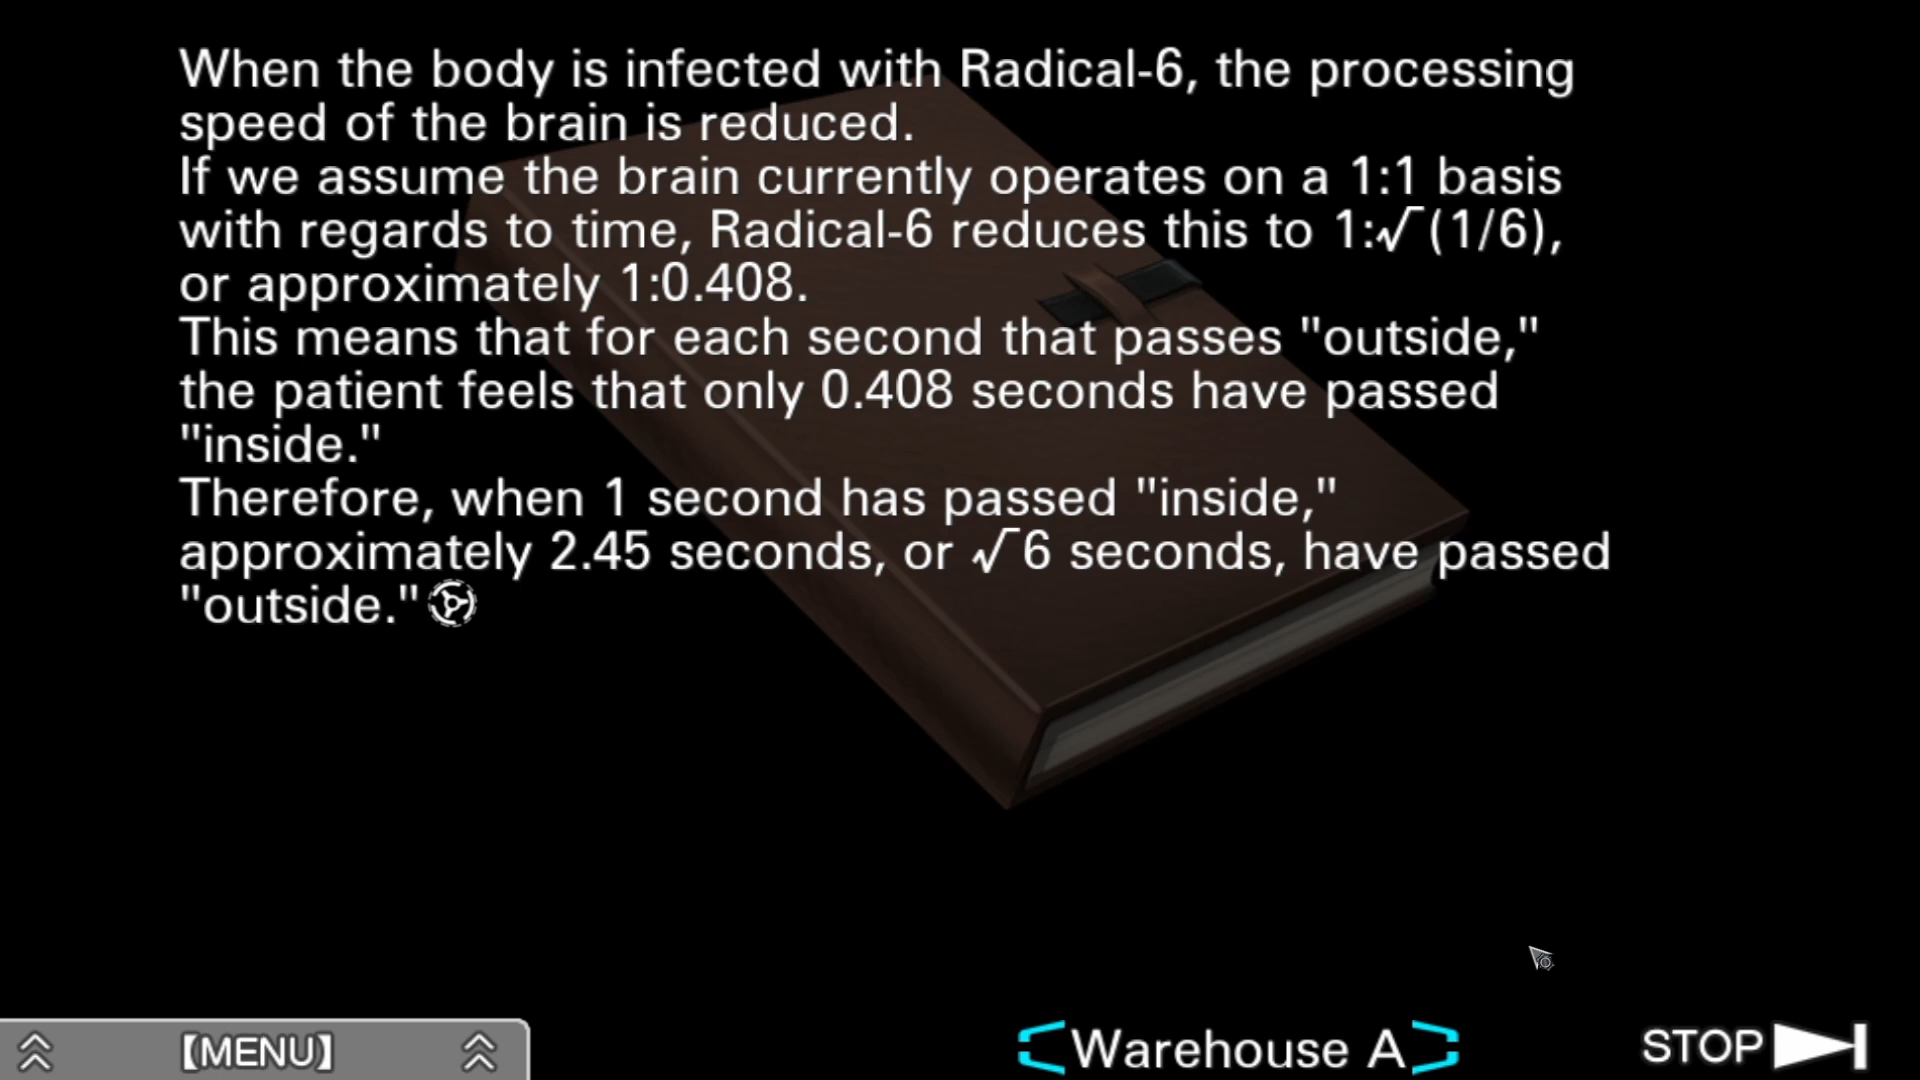 When the body is infected with Radical-6, the processing
speed of the brain is reduced.
If we assume the brain currently operates on a 1:1 basis
with regards to time, Radical-6 reduces this to 1:√(1/6),
or approximately 1:0.408.
This means that for each second that passes "outside,"
the patient feels that only 0.408 seconds have passed
"inside."
Therefore, when 1 second has passed "inside,"
approximately 2.45 seconds, or √6 seconds, have passed
"outside."
【MENU】
Warehouse A
STOP